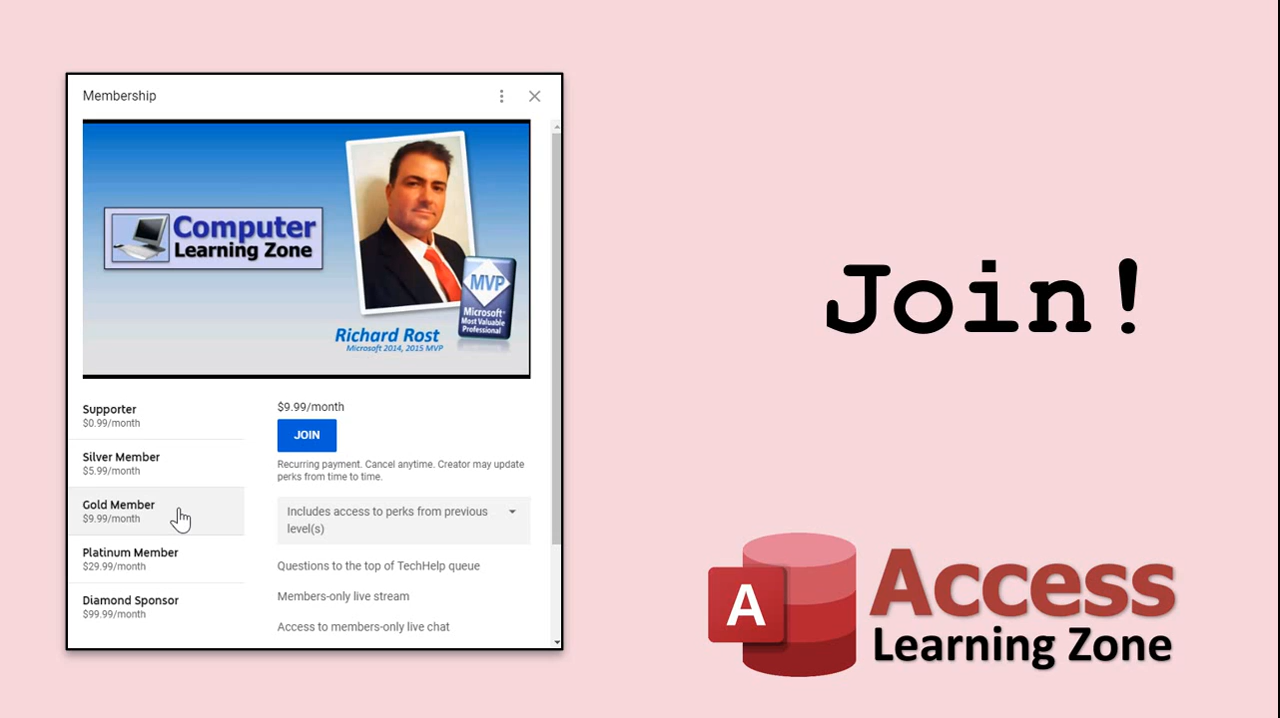 Membership
Computer
Learning Zone
MVP
Microsoft®
Most Valuable
Professional
Richard Rost
Microsoft 2014, 2015 MVP
Supporter
$0.99/month
Silver Member
$5.99/month
Gold Member
$9.99/month
Platinum Member
$29.99/month
Diamond Sponsor
$99.99/month
$9.99/month
JOIN
Recurring payment. Cancel anytime. Creator may update
perks from time to time.
Includes access to perks from previous
level(s)
Questions to the top of TechHelp queue
Members-only live stream
Access to members-only live chat
Join!
A
Access
Learning Zone